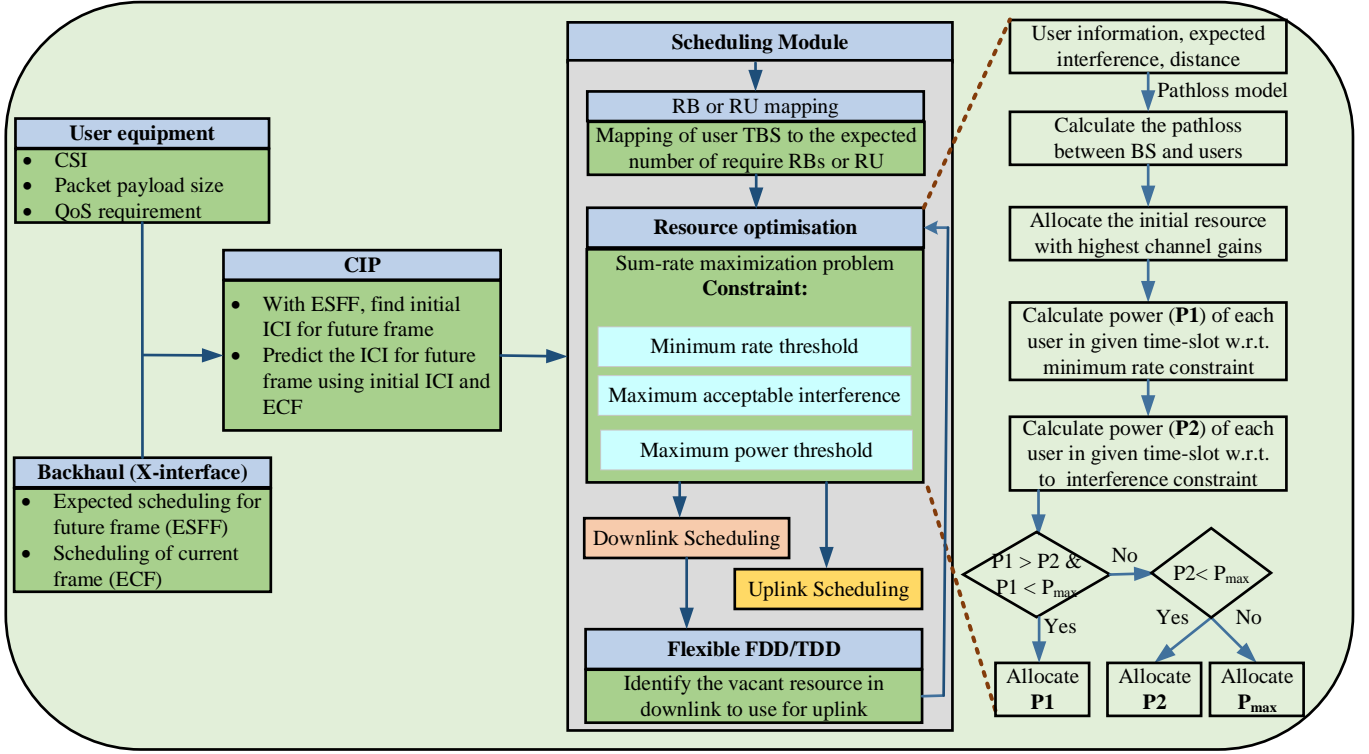 User equipment
• CSI
• Packet payload size
• QoS requirement
Backhaul (X-interface)
• Expected scheduling for
future frame (ESFF)
• Scheduling of current
frame (ECF)
CIP
• With ESFF, find initial
ICI for future frame
• Predict the ICI for future
frame using initial ICI and
ECF
Scheduling Module
RB or RU mapping
Mapping of user TBS to the expected
number of require RBs or RU
Resource optimisation
Sum-rate maximization problem
Constraint:
Minimum rate threshold
Maximum acceptable interference
Maximum power threshold
Downlink Scheduling
Uplink Scheduling
Flexible FDD/TDD
Identify the vacant resource in
downlink to use for uplink
User information, expected
interference, distance
Pathloss model
Calculate the pathloss
between BS and users
Allocate the initial resource
with highest channel gains
Calculate power (P1) of each
user in given time-slot w.r.t.
minimum rate constraint
Calculate power (P2) of each
user in given time-slot w.r.t.
to interference constraint
P1 > P2 &
P1 < Pmax
No
P2< Pmax
Yes
Yes
No
Allocate
P1
Allocate
P2
Allocate
Pmax